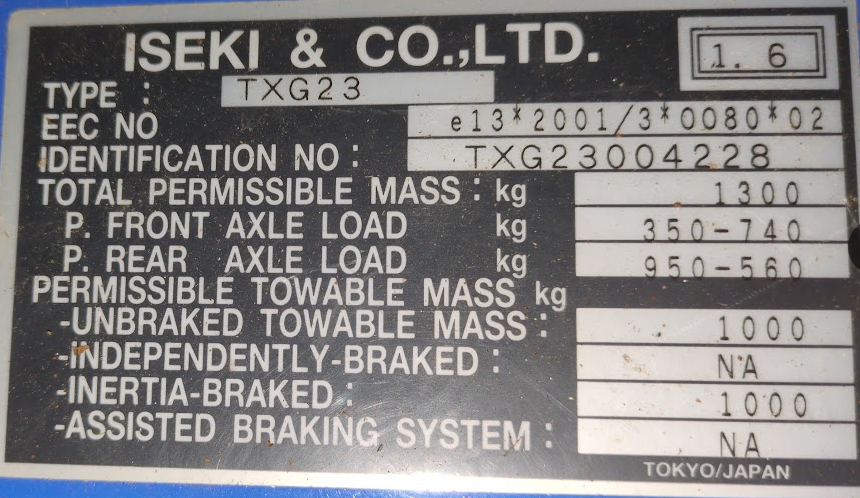 ISEKI & CO.,LTD.
1. 6
TYPE : TXG23
EEC NO e13*2001/3*0080*02
IDENTIFICATION NO : TXG23004228
TOTAL PERMISSIBLE MASS : kg 1300
P. FRONT AXLE LOAD kg 350-740
P. REAR AXLE LOAD kg 950-560
PERMISSIBLE TOWABLE MASS kg
-UNBRAKED TOWABLE MASS : 1000
-INDEPENDENTLY-BRAKED : NA
-INERTIA-BRAKED : 1000
-ASSISTED BRAKING SYSTEM : NA
TOKYO/JAPAN